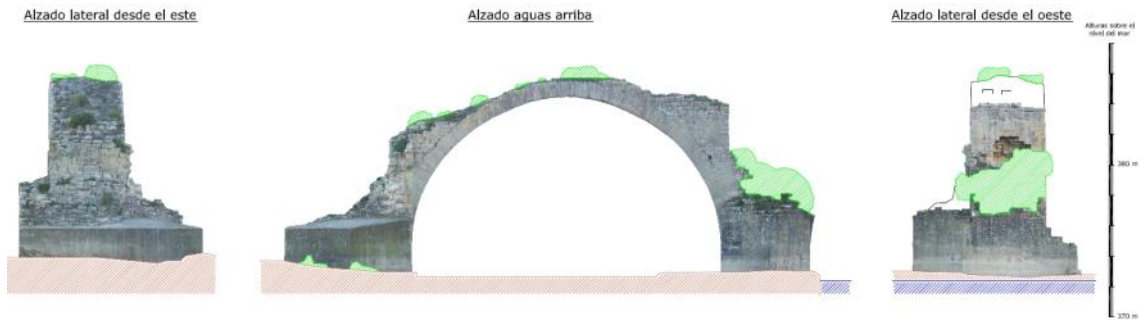 Alzado lateral desde el este
Alzado aguas arriba
Alzado lateral desde el oeste
Alturas sobre el
nivel del mar
380 m
370 m